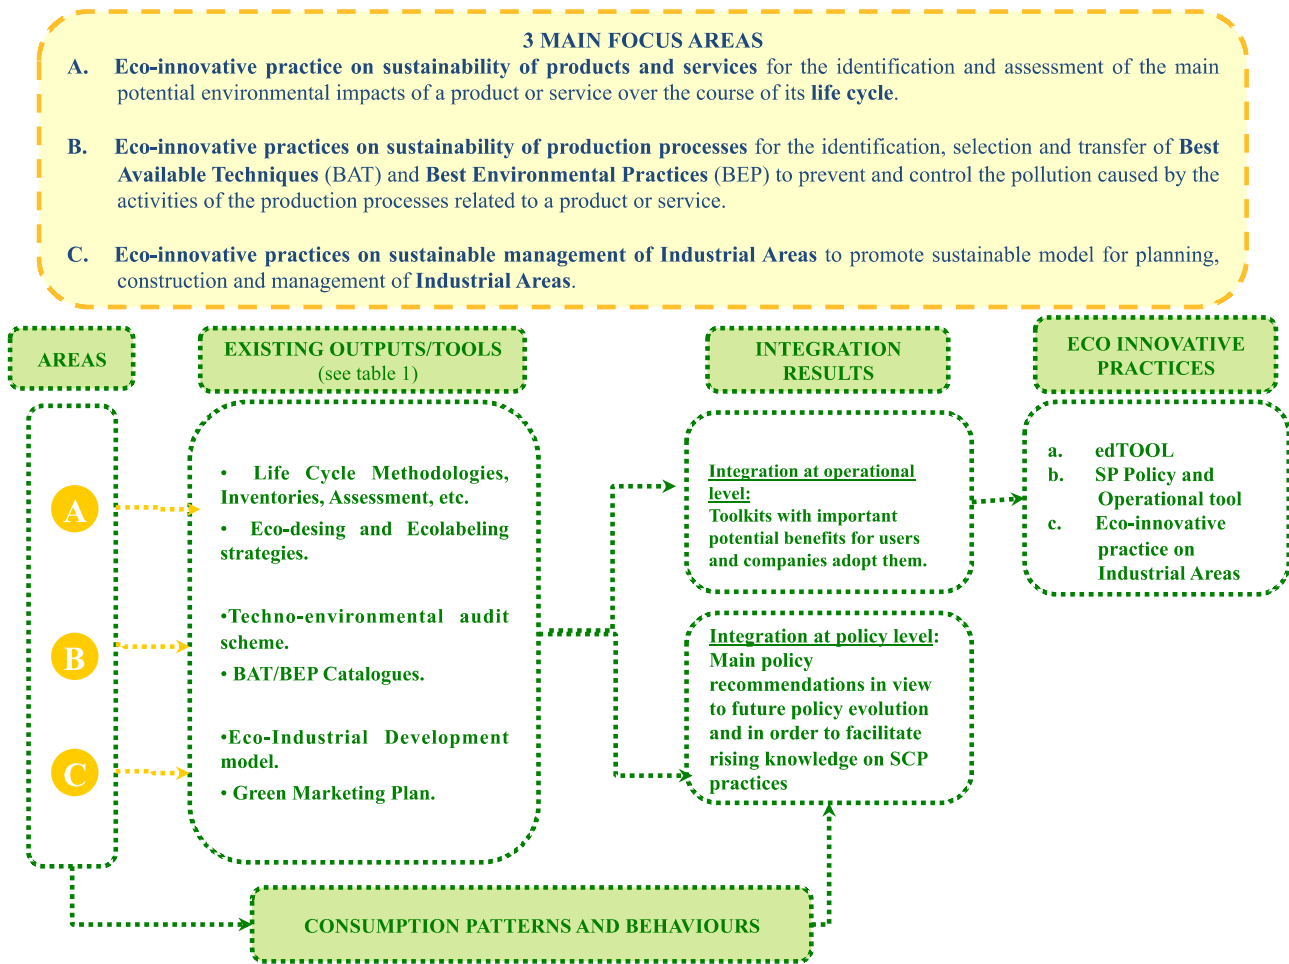 3 MAIN FOCUS AREAS
A. Eco-innovative practice on sustainability of products and services for the identification and assessment of the main
potential environmental impacts of a product or service over the course of its life cycle.
B. Eco-innovative practices on sustainability of production processes for the identification, selection and transfer of Best
Available Techniques (BAT) and Best Environmental Practices (BEP) to prevent and control the pollution caused by the
activities of the production processes related to a product or service.
C. Eco-innovative practices on sustainable management of Industrial Areas to promote sustainable model for planning,
construction and management of Industrial Areas.
AREAS
A
B
C
EXISTING OUTPUTS/TOOLS
(see table 1)
• Life Cycle Methodologies,
Inventories, Assessment, etc.
• Eco-desing and Ecolabeling
strategies.
•Techno-environmental audit
scheme.
• BAT/BEP Catalogues.
•Eco-Industrial Development
model.
• Green Marketing Plan.
INTEGRATION
RESULTS
Integration at operational
level:
Toolkits with important
potential benefits for users
and companies adopt them.
Integration at policy level:
Main policy
recommendations in view
to future policy evolution
and in order to facilitate
rising knowledge on SCP
practices
ECO INNOVATIVE
PRACTICES
a. edTOOL
b. SP Policy and
Operational tool
c. Eco-innovative
practice on
Industrial Areas
CONSUMPTION PATTERNS AND BEHAVIOURS